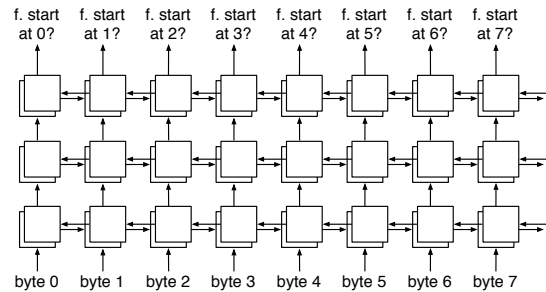 f. start f. start f. start f. start f. start f. start f. start f. start
at 0? at 1? at 2? at 3? at 4? at 5? at 6? at 7?
byte 0 byte 1 byte 2 byte 3 byte 4 byte 5 byte 6 byte 7